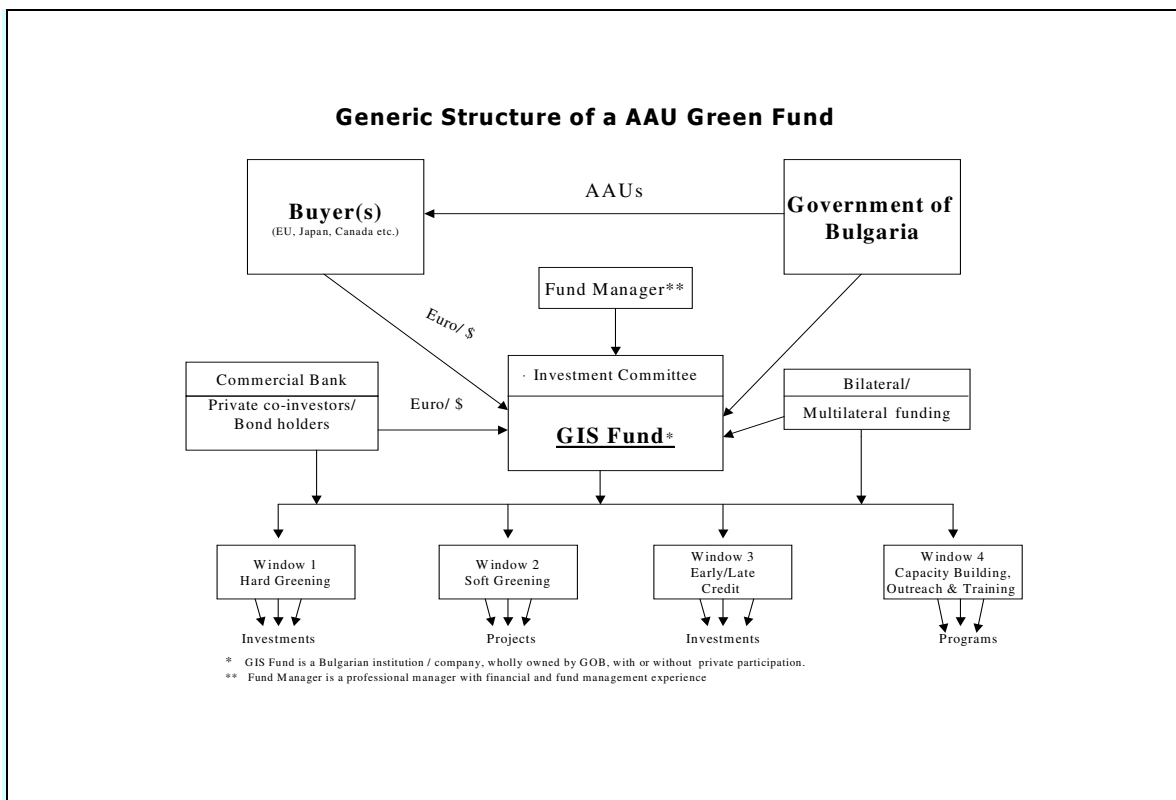 Generic Structure of a AAU Green Fund
AAUs
Buyer(s)
(EU, Japan, Canada etc.)
Government of
Bulgaria
Fund Manager**
Euro/ $
· Investment Committee
GIS Fund*
Commercial Bank
Private co-investors/
Bond holders
Euro/ $
Bilateral/
Multilateral funding
Window 1
Hard Greening
Window 2
Soft Greening
Window 3
Early/Late
Credit
Window 4
Capacity Building,
Outreach & Training
Investments
Projects
Investments
Programs
* GIS Fund is a Bulgarian institution / company, wholly owned by GOB, with or without private participation.
** Fund Manager is a professional manager with financial and fund management experience